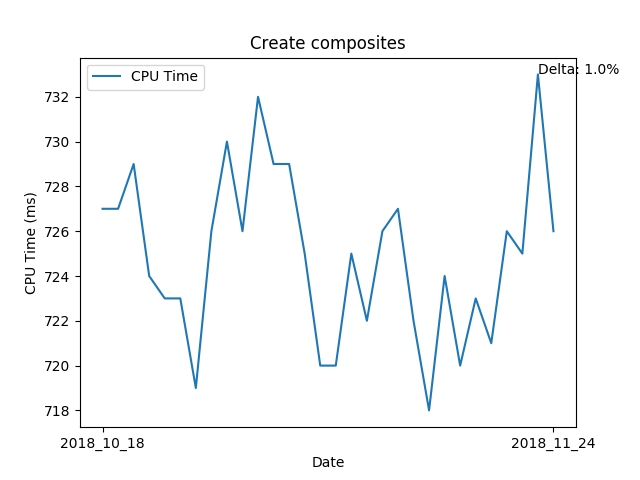 Create composites
Delta: 1.0%
CPU Time
732
730
728
726
724
722
720
718
CPU Time (ms)
2018_10_18
2018_11_24
Date